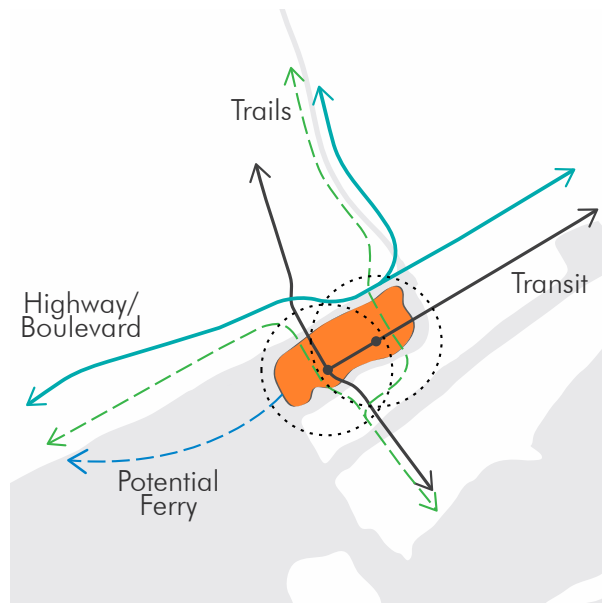 Trails
Transit
Highway/
Boulevard
Potential
Ferry